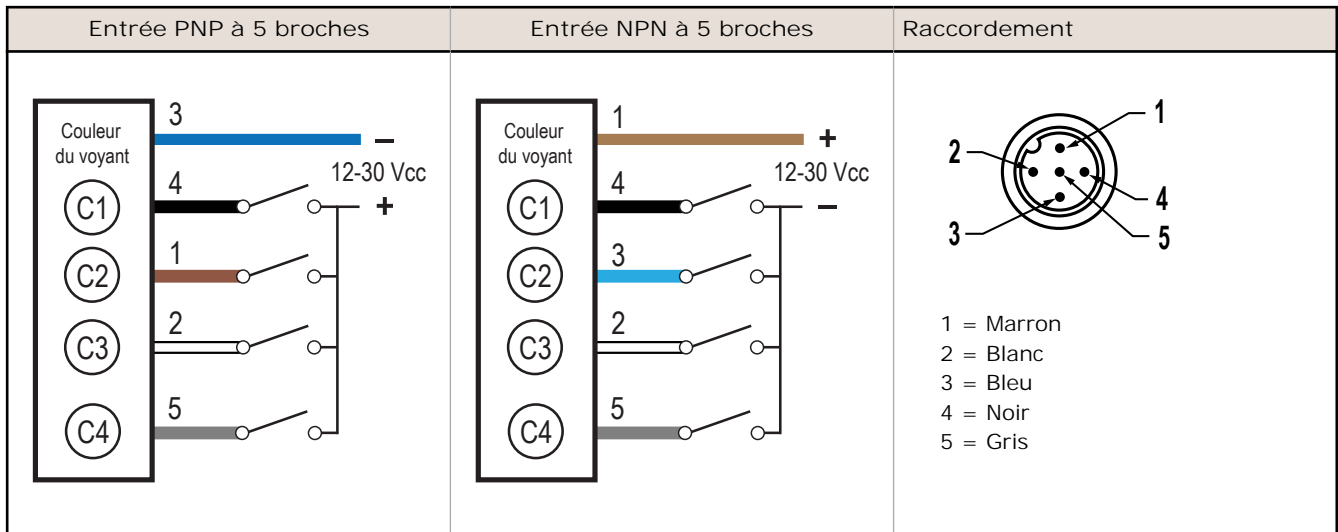 Entrée PNP à 5 broches
Entrée NPN à 5 broches
Raccordement
Couleur
du voyant
3
–
12-30 Vcc
4
+
C1
1
C2
2
C3
5
C4
Couleur
du voyant
1
+
12-30 Vcc
4
–
C1
3
C2
2
C3
5
C4
1
2
4
3
5
1 = Marron
2 = Blanc
3 = Bleu
4 = Noir
5 = Gris